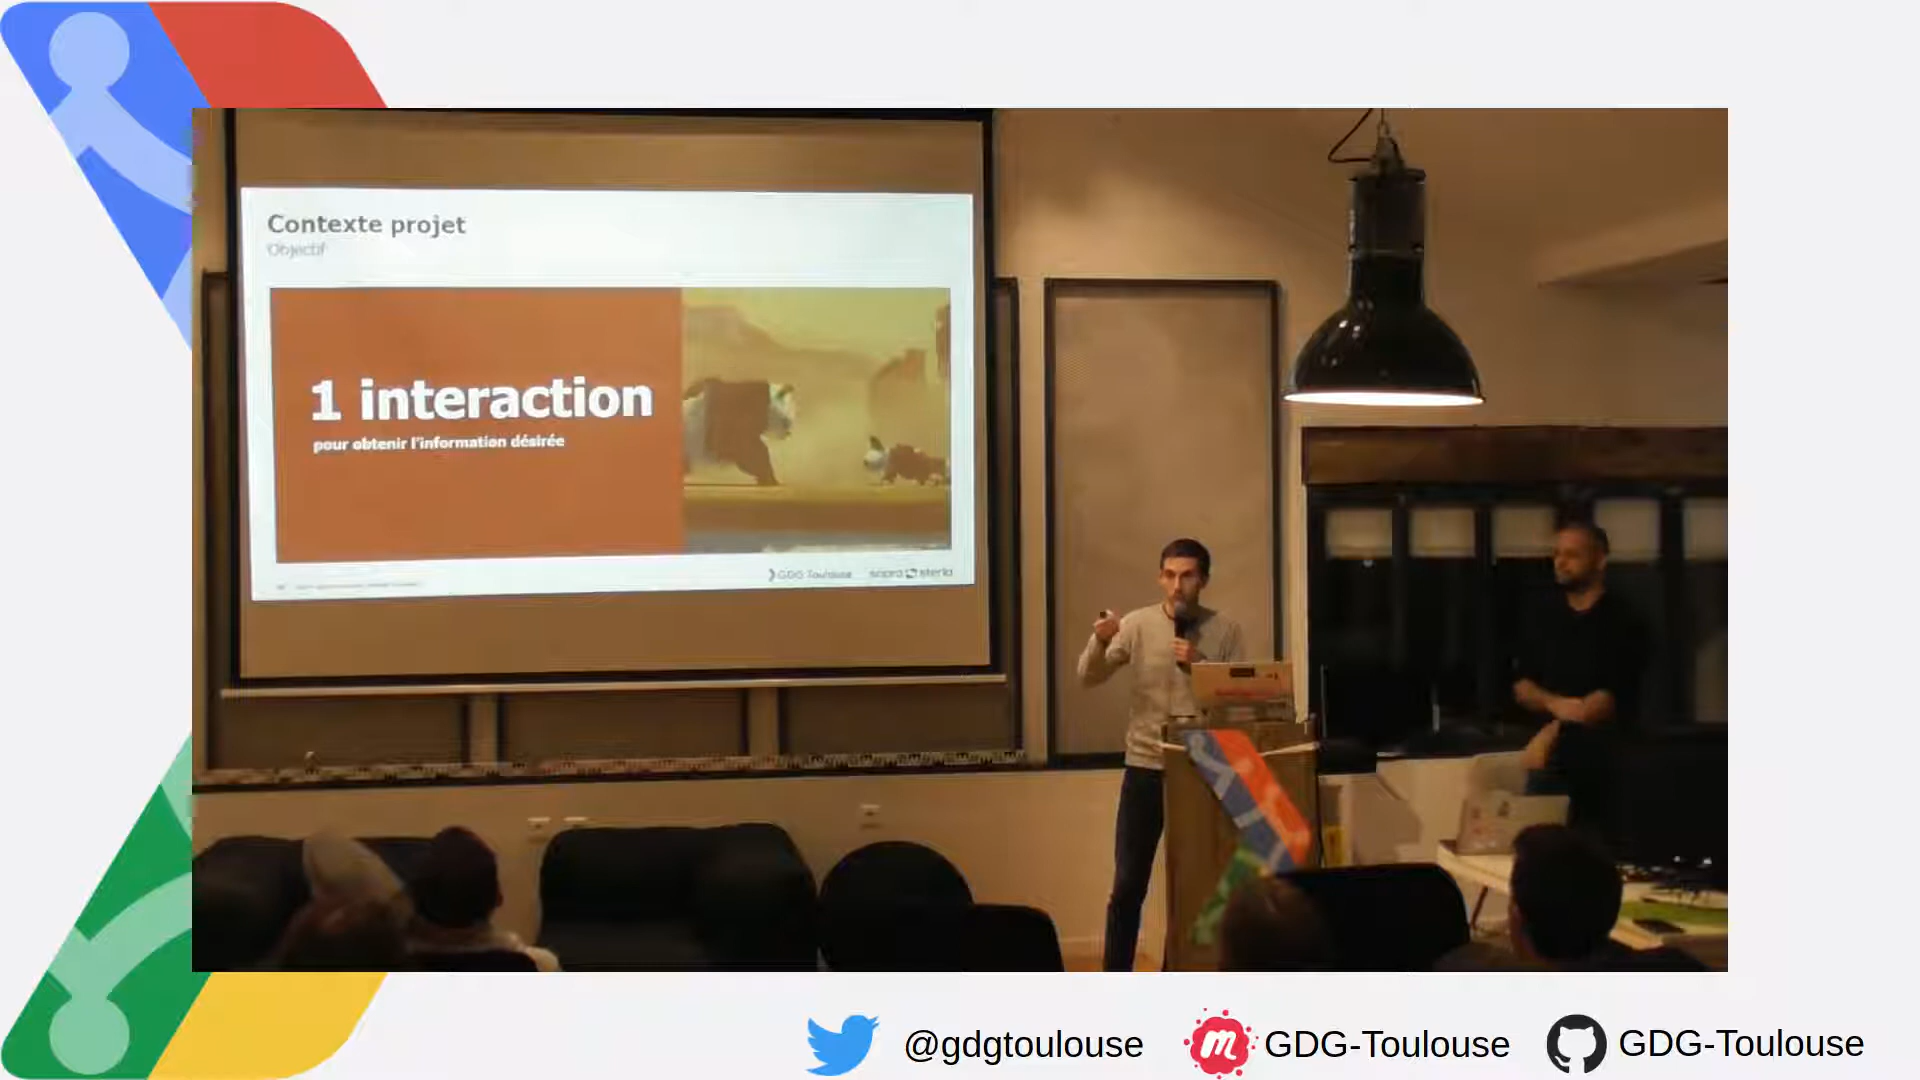 Contexte projet
Objectif
1 interaction
pour obtenir l'information désirée
GDG Toulouse
sopra steria
@gdgtoulouse
GDG-Toulouse
GDG-Toulouse